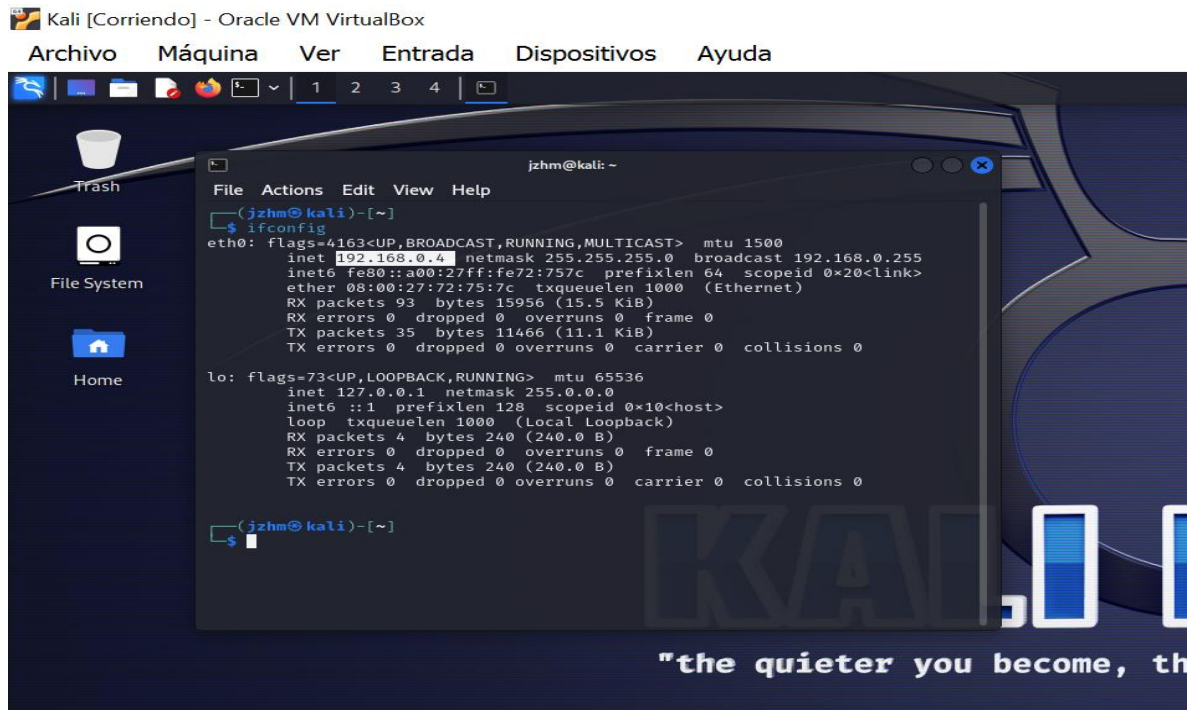 Kali [Corriendo] - Oracle VM VirtualBox
Archivo Máquina Ver Entrada Dispositivos Ayuda
1 2 3 4
Trash
File System
Home
jzhm@kali: ~
File Actions Edit View Help
┌──(jzhm㉿kali)-[~]
└─$ ifconfig
eth0: flags=4163<UP,BROADCAST,RUNNING,MULTICAST>  mtu 1500
        inet 192.168.0.4  netmask 255.255.255.0  broadcast 192.168.0.255
        inet6 fe80::a00:27ff:fe72:757c  prefixlen 64  scopeid 0×20<link>
        ether 08:00:27:72:75:7c  txqueuelen 1000  (Ethernet)
        RX packets 93  bytes 15956 (15.5 KiB)
        RX errors 0  dropped 0  overruns 0  frame 0
        TX packets 35  bytes 11466 (11.1 KiB)
        TX errors 0  dropped 0 overruns 0  carrier 0  collisions 0
lo: flags=73<UP,LOOPBACK,RUNNING>  mtu 65536
        inet 127.0.0.1  netmask 255.0.0.0
        inet6 ::1  prefixlen 128  scopeid 0×10<host>
        loop  txqueuelen 1000  (Local Loopback)
        RX packets 4  bytes 240 (240.0 B)
        RX errors 0  dropped 0  overruns 0  frame 0
        TX packets 4  bytes 240 (240.0 B)
        TX errors 0  dropped 0 overruns 0  carrier 0  collisions 0
┌──(jzhm㉿kali)-[~]
└─$
KALI
"the quieter you become, th